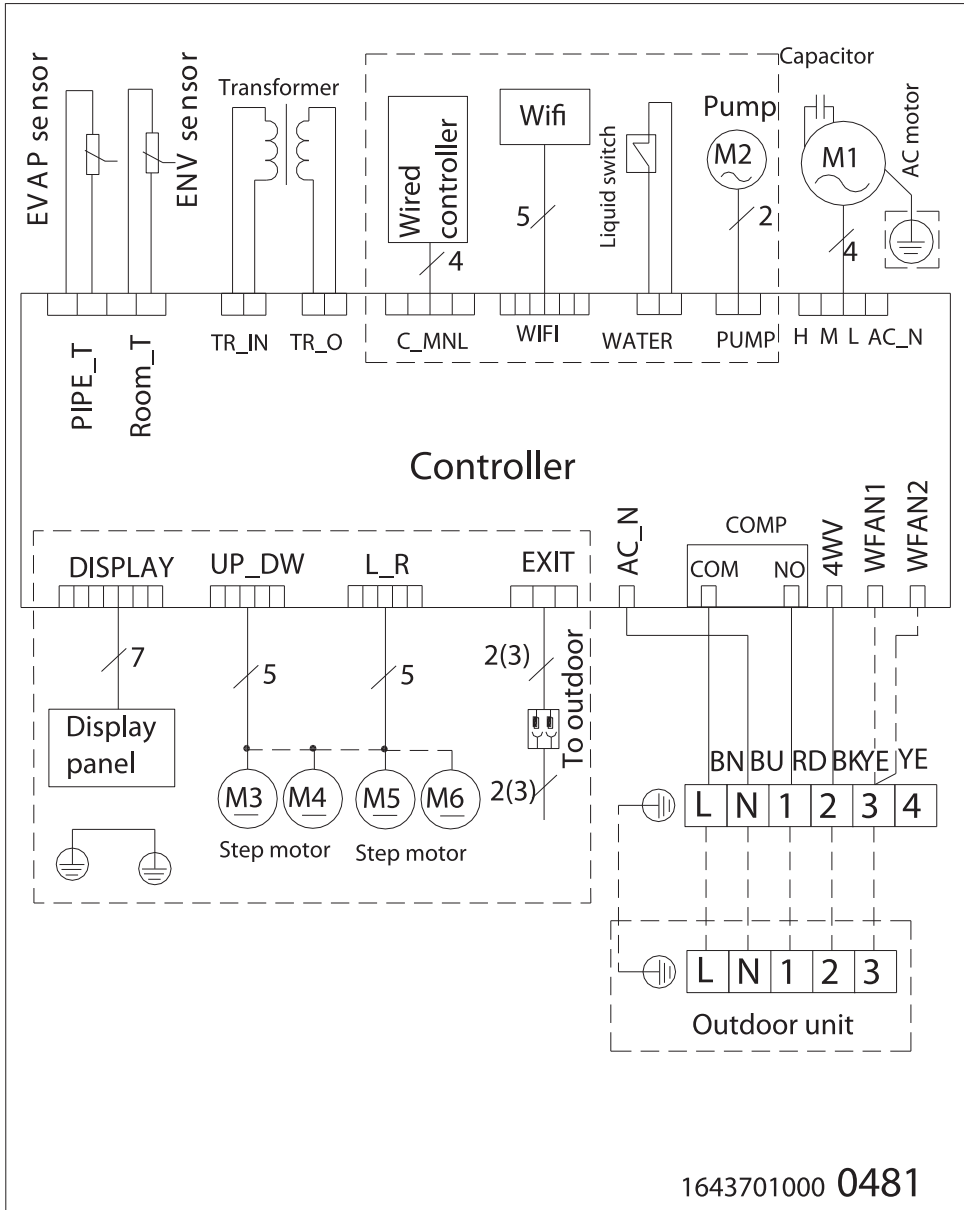 EVAP sensor
ENV sensor
Transformer
Wired
controller
Wifi
Liquid switch
Pump
M2
Capacitor
M1
AC motor
4
5
2
4
PIPE_T
Room_T
TR_IN
TR_O
C_MNL
WIFI
WATER
PUMP
H M L AC_N
Controller
DISPLAY
UP_DW
L_R
EXIT
AC_N
COMP
COM
NO
4WV
WFAN1
WFAN2
7
5
5
2(3)
To outdoor
2(3)
Display
panel
M3
M4
M5
M6
Step motor
Step motor
BN BU RD BK YE YE
L N 1 2 3 4
L N 1 2 3
Outdoor unit
1643701000 0481